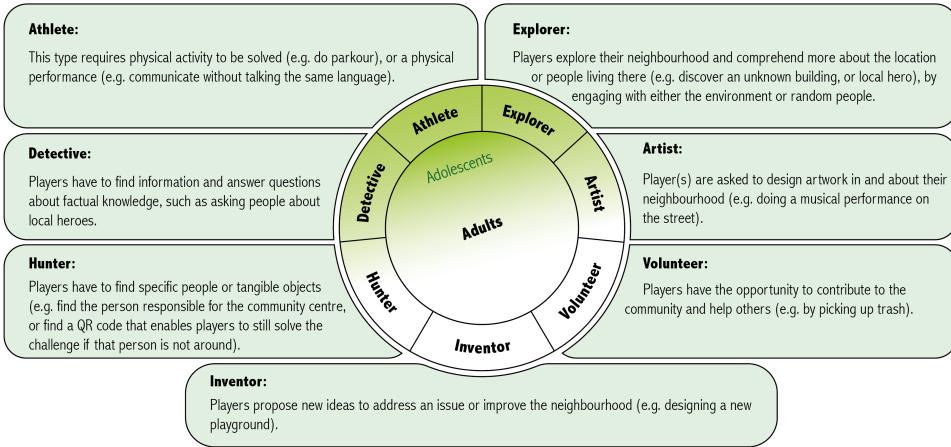 Athlete:
This type requires physical activity to be solved (e.g. do parkour), or a physical
performance (e.g. communicate without talking the same language).
Explorer:
Players explore their neighbourhood and comprehend more about the location
or people living there (e.g. discover an unknown building, or local hero), by
engaging with either the environment or random people.
Detective:
Players have to find information and answer questions
about factual knowledge, such as asking people about
local heroes.
Artist:
Player(s) are asked to design artwork in and about their
neighbourhood (e.g. doing a musical performance on
the street).
Hunter:
Players have to find specific people or tangible objects
(e.g. find the person responsible for the community centre,
or find a QR code that enables players to still solve the
challenge if that person is not around).
Volunteer:
Players have the opportunity to contribute to the
community and help others (e.g. by picking up trash).
Inventor:
Players propose new ideas to address an issue or improve the neighbourhood (e.g. designing a new
playground).
Athlete
Explorer
Detective
Artist
Hunter
Volunteer
Inventor
Adolescents
Adults